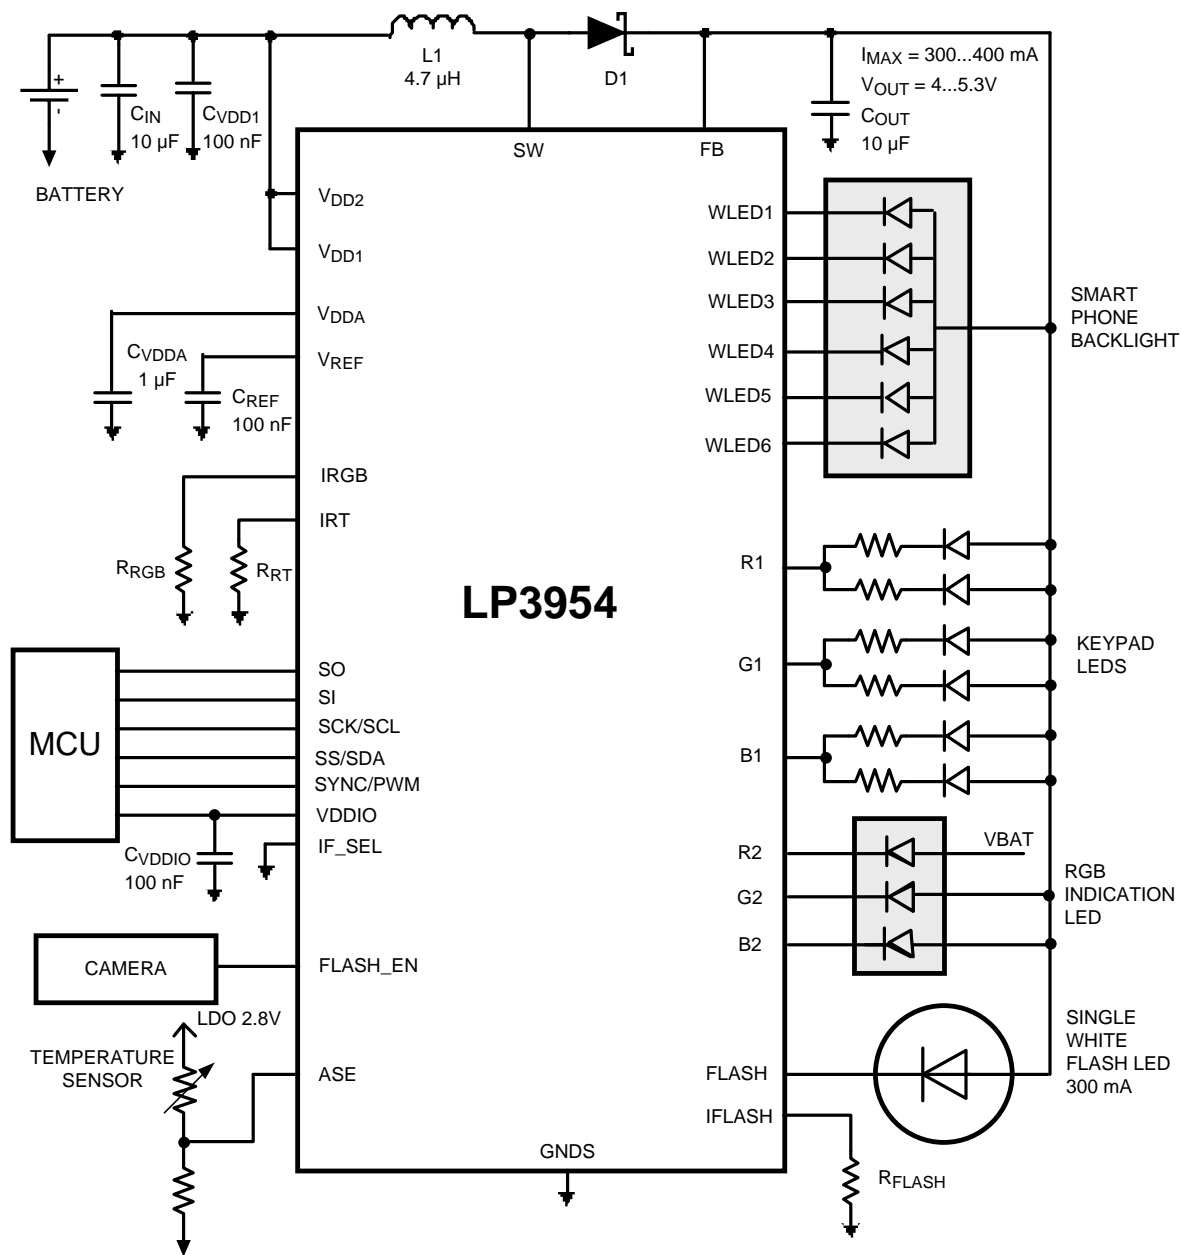 L1
4.7 µH
D1
IMAX = 300...400 mA
VOUT = 4...5.3V
COUT
10 µF
+
-
CIN
10 µF
CVDD1
100 nF
BATTERY
SW
FB
VDD2
VDD1
VDDA
VREF
CVDDA
1 µF
CREF
100 nF
IRGB
IRT
RRGB
RRT
LP3954
MCU
SO
SI
SCK/SCL
SS/SDA
SYNC/PWM
VDDIO
IF_SEL
CVDDIO
100 nF
CAMERA
FLASH_EN
LDO 2.8V
TEMPERATURE
SENSOR
ASE
GNDS
WLED1
WLED2
WLED3
WLED4
WLED5
WLED6
SMART
PHONE
BACKLIGHT
R1
G1
B1
KEYPAD
LEDS
R2
G2
B2
VBAT
RGB
INDICATION
LED
FLASH
IFLASH
SINGLE
WHITE
FLASH LED
300 mA
RFLASH